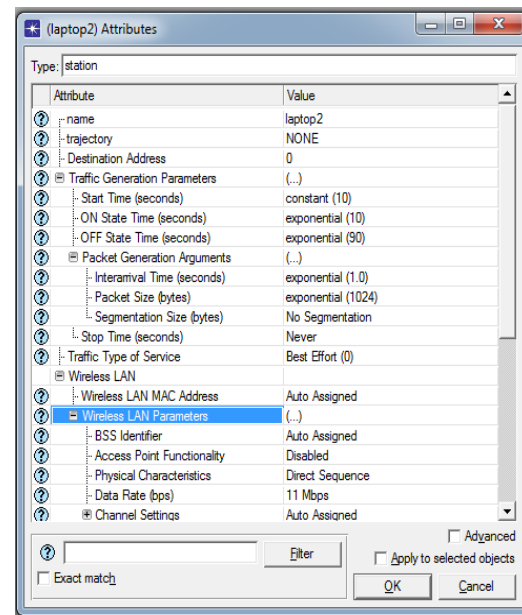 (laptop2) Attributes
Type: station
Attribute Value
name laptop2
trajectory NONE
Destination Address 0
Traffic Generation Parameters (...)
Start Time (seconds) constant (10)
ON State Time (seconds) exponential (10)
OFF State Time (seconds) exponential (90)
Packet Generation Arguments (...)
Interarrival Time (seconds) exponential (1.0)
Packet Size (bytes) exponential (1024)
Segmentation Size (bytes) No Segmentation
Stop Time (seconds) Never
Traffic Type of Service Best Effort (0)
Wireless LAN
Wireless LAN MAC Address Auto Assigned
Wireless LAN Parameters (...)
BSS Identifier Auto Assigned
Access Point Functionality Disabled
Physical Characteristics Direct Sequence
Data Rate (bps) 11 Mbps
Channel Settings Auto Assigned
Advanced
Filter
Apply to selected objects
Exact match
OK Cancel